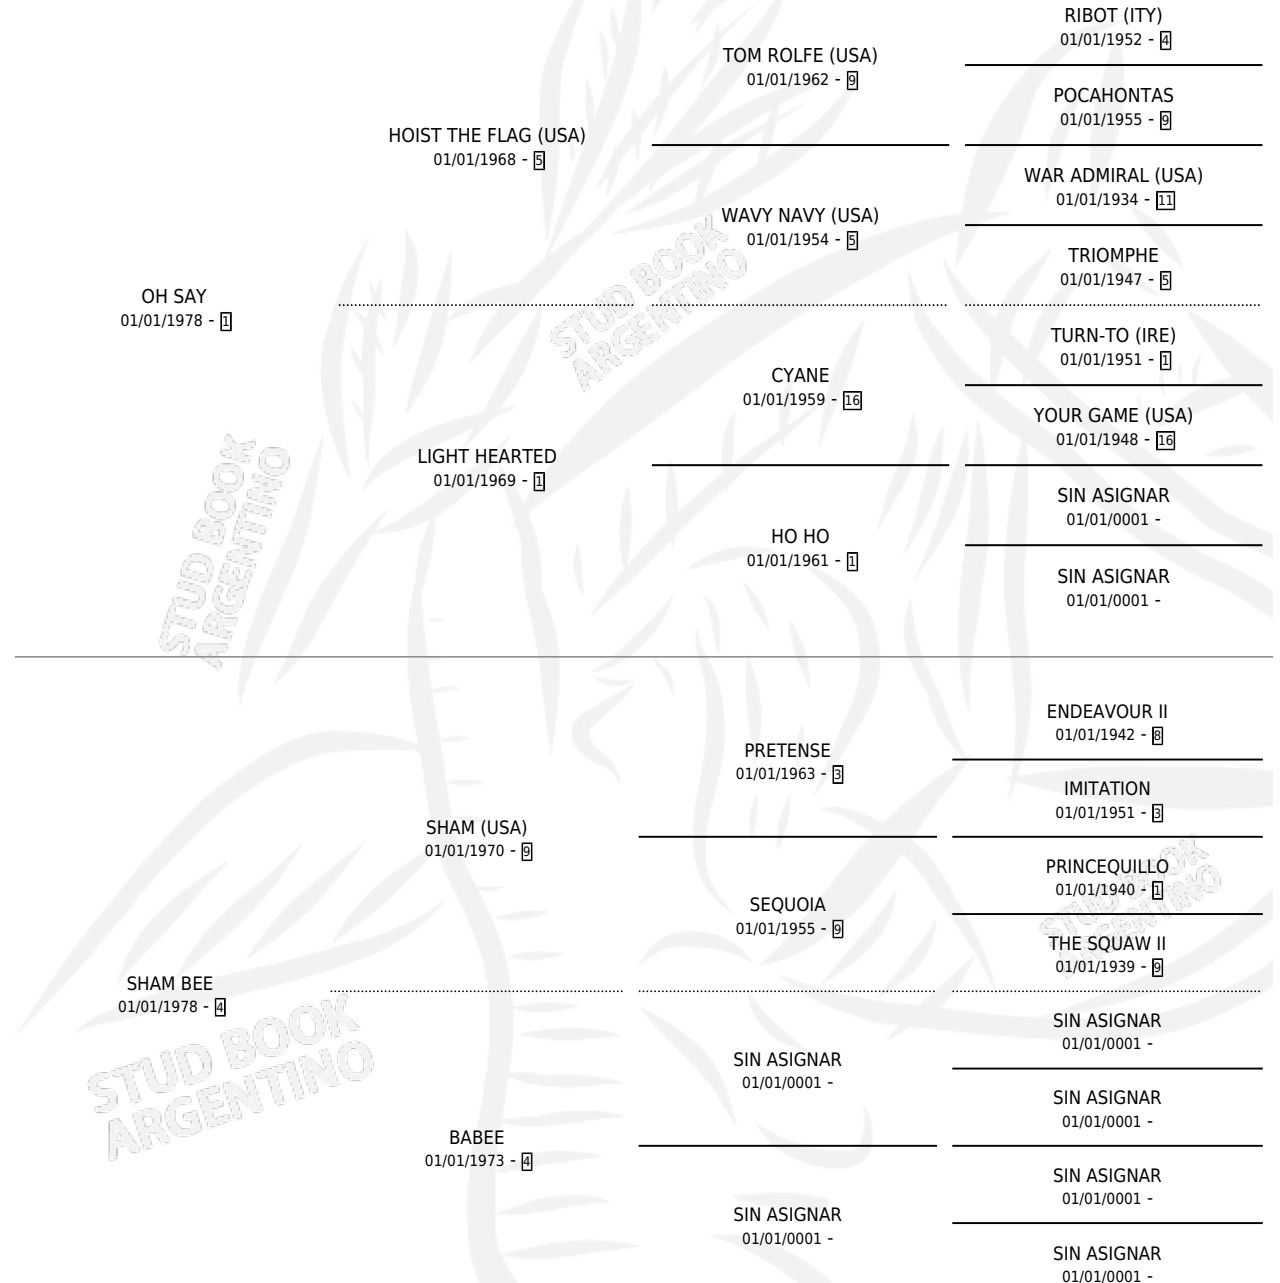 RIBOT (ITY)
01/01/1952 - 4
TOM ROLFE (USA)
01/01/1962 - 9
POCAHONTAS
01/01/1955 - 9
HOIST THE FLAG (USA)
01/01/1968 - 5
WAR ADMIRAL (USA)
01/01/1934 - 11
WAVY NAVY (USA)
01/01/1954 - 5
TRIOMPHE
01/01/1947 - 5
OH SAY
01/01/1978 - 1
TURN-TO (IRE)
01/01/1951 - 1
CYANE
01/01/1959 - 16
YOUR GAME (USA)
01/01/1948 - 16
LIGHT HEARTED
01/01/1969 - 1
SIN ASIGNAR
01/01/0001 -
HO HO
01/01/1961 - 1
SIN ASIGNAR
01/01/0001 -
STUD BOOK
ARGENTINO
STUD BOOK
ARGENTINO
ENDEAVOUR II
01/01/1942 - 8
PRETENSE
01/01/1963 - 3
IMITATION
01/01/1951 - 3
SHAM (USA)
01/01/1970 - 9
PRINCEQUILLO
01/01/1940 - 1
SEQUOIA
01/01/1955 - 9
THE SQUAW II
01/01/1939 - 9
SHAM BEE
01/01/1978 - 4
SIN ASIGNAR
01/01/0001 -
SIN ASIGNAR
01/01/0001 -
SIN ASIGNAR
01/01/0001 -
BABEE
01/01/1973 - 4
SIN ASIGNAR
01/01/0001 -
SIN ASIGNAR
01/01/0001 -
SIN ASIGNAR
01/01/0001 -
STUD BOOK
ARGENTINO
STUD BOOK
ARGENTINO